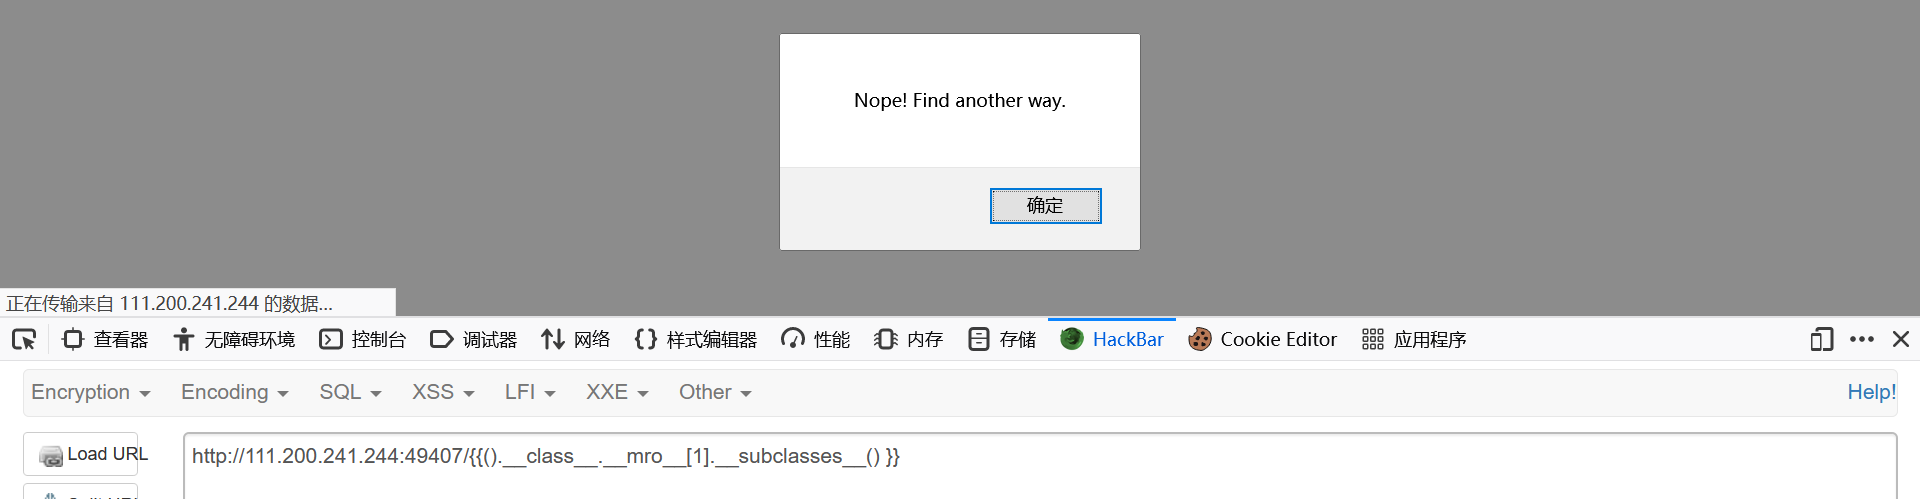 Nope! Find another way.
确定
正在传输来自 111.200.241.244 的数据...
查看器 无障碍环境 控制台 调试器 网络 样式编辑器 性能 内存 存储 HackBar Cookie Editor 应用程序
Encryption Encoding SQL XSS LFI XXE Other Help!
Load URL http://111.200.241.244:49407/{{().__class__.__mro__[1].__subclasses__() }}